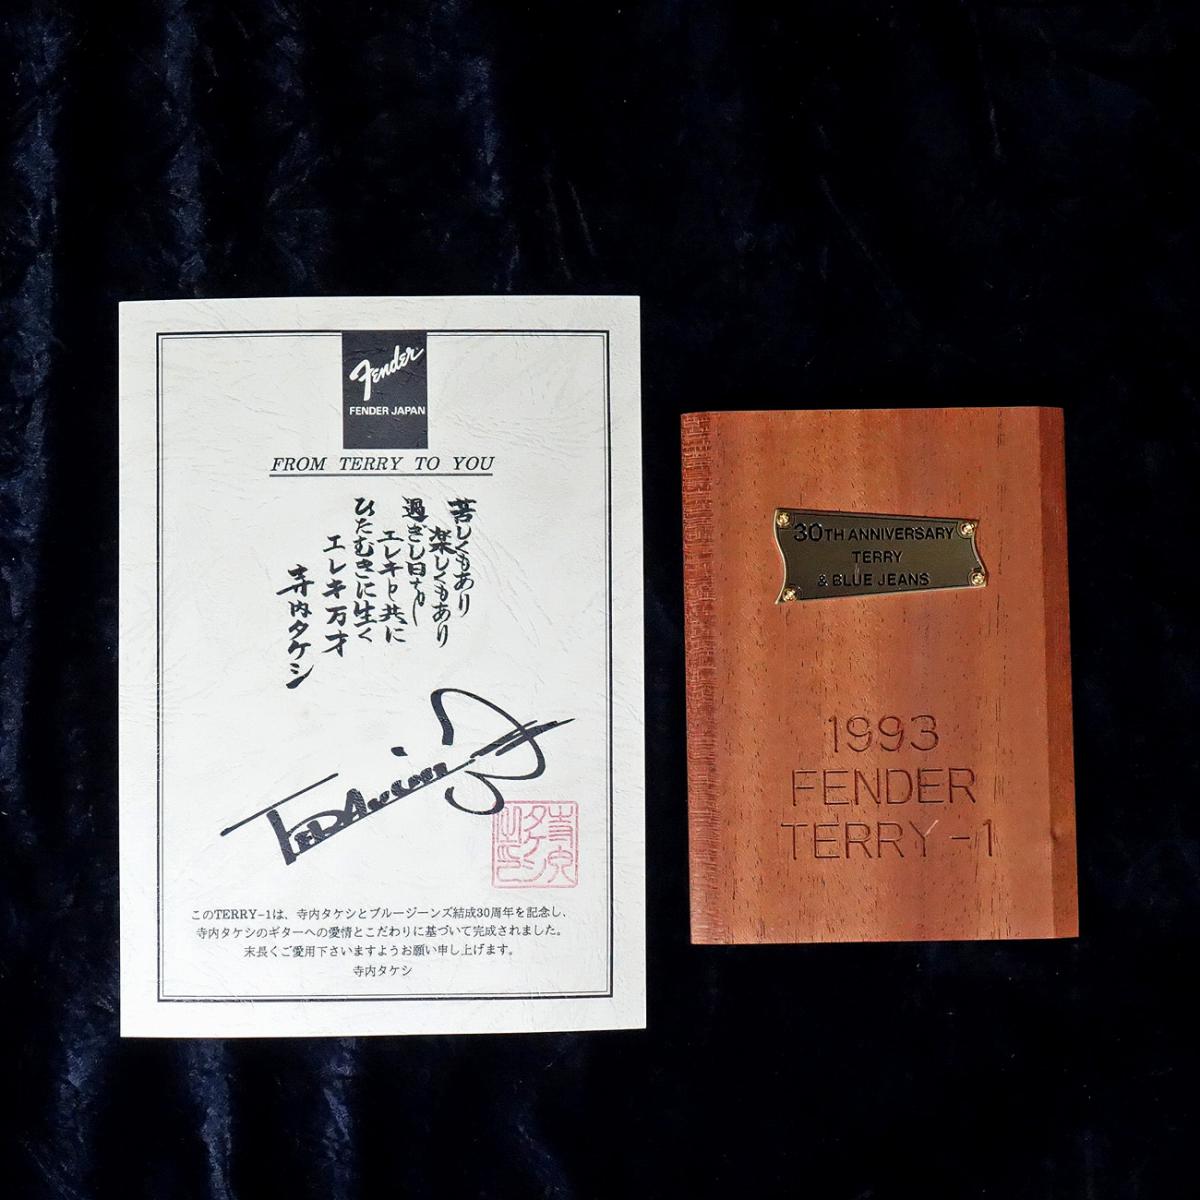 Fender
FENDER JAPAN
FROM TERRY TO YOU
苦しくもあり
楽しくもあり
過ぎし日々
エレキと共に
ひたむきに生く
エレキ万才
寺内タケシ
TERAUCHI
寺内
タケシ
このTERRY-1は、寺内タケシとブルージーンズ結成30周年を記念し、
寺内タケシのギターへの愛情とこだわりに基づいて完成されました。
末長くご愛用下さいますようお願い申し上げます。
寺内タケシ
30TH ANNIVERSARY
TERRY
& BLUE JEANS
1993
FENDER
TERRY-1